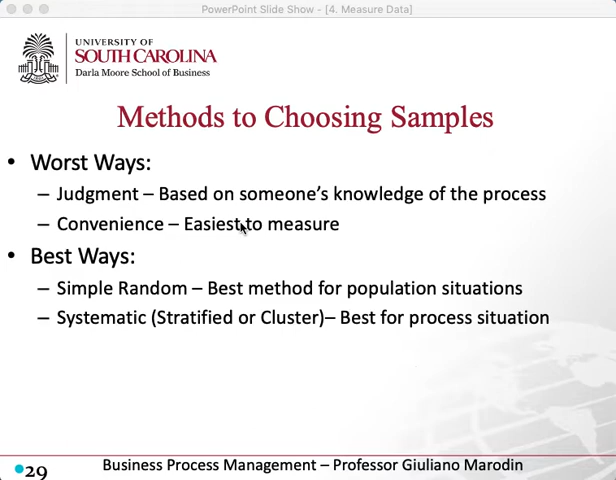 PowerPoint Slide Show - [4. Measure Data]
UNIVERSITY OF
SOUTH CAROLINA
Darla Moore School of Business
Methods to Choosing Samples
• Worst Ways:
– Judgment – Based on someone's knowledge of the process
– Convenience – Easiest to measure
• Best Ways:
– Simple Random – Best method for population situations
– Systematic (Stratified or Cluster)– Best for process situation
29
Business Process Management – Professor Giuliano Marodin